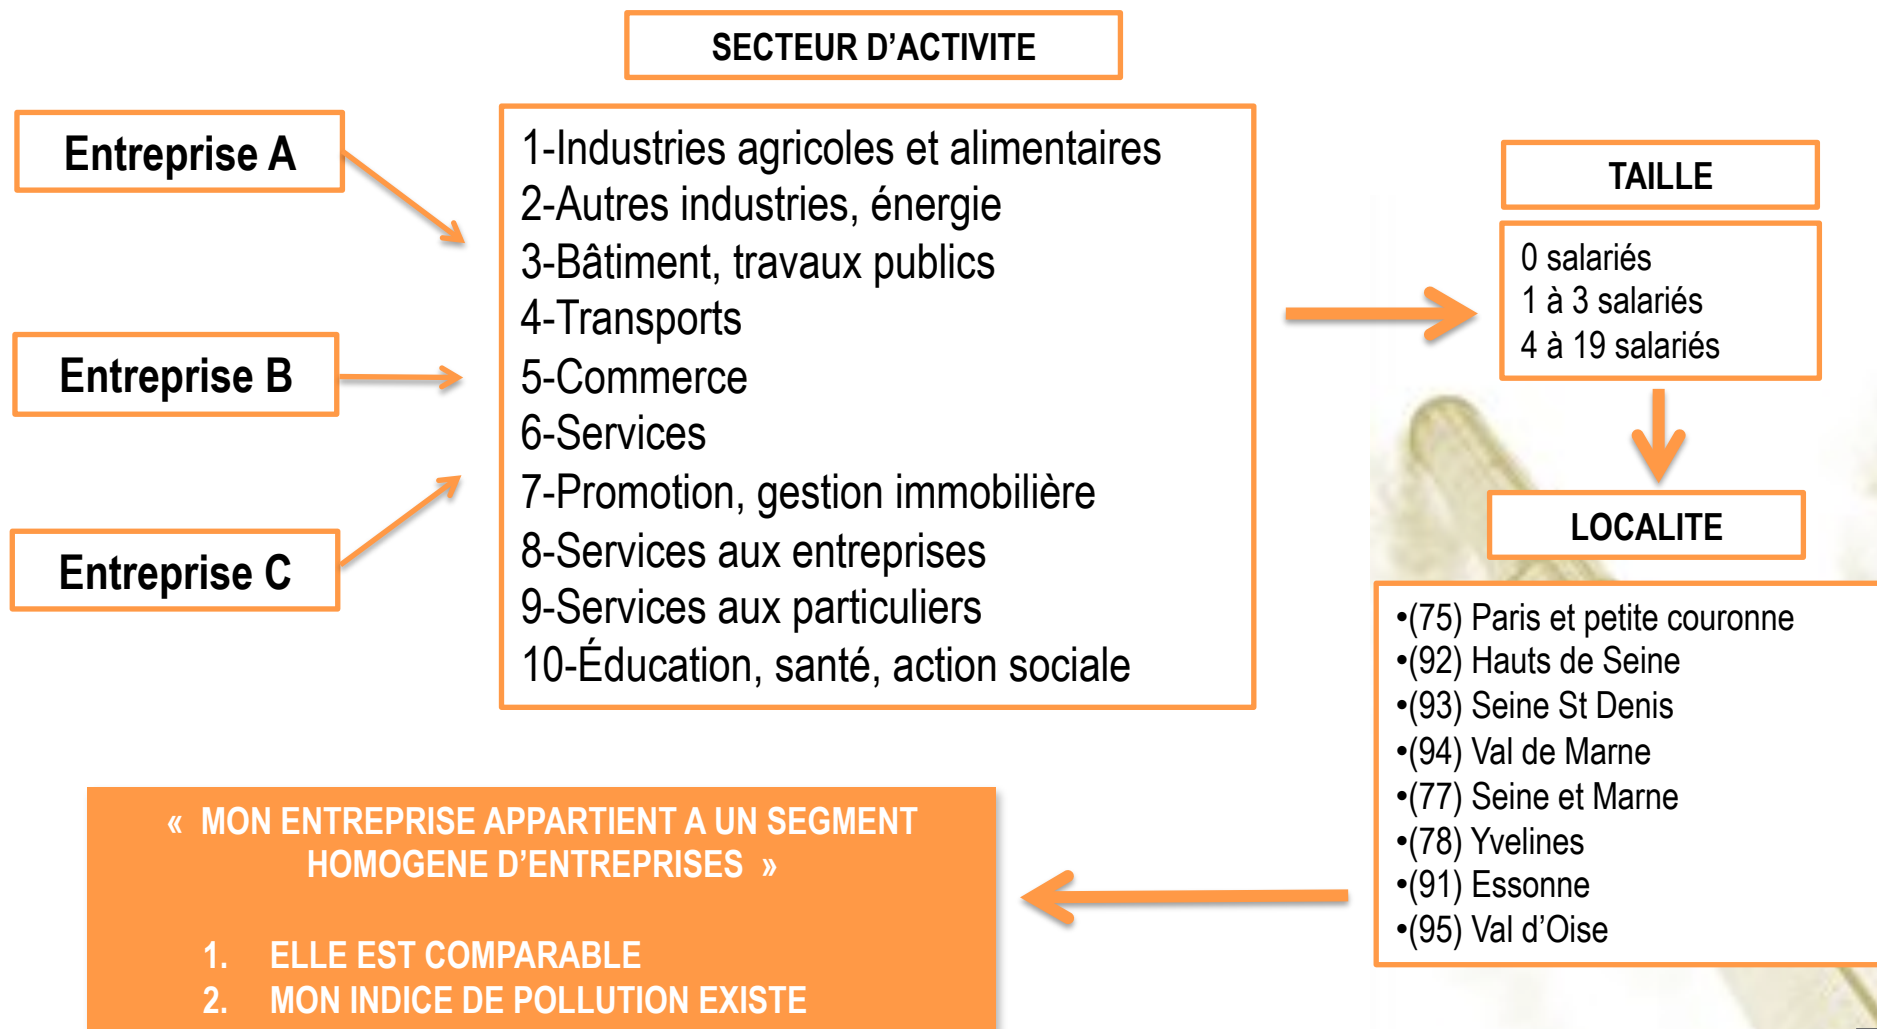 SECTEUR D’ACTIVITE
Entreprise A
Entreprise B
Entreprise C
1-Industries agricoles et alimentaires
2-Autres industries, énergie
3-Bâtiment, travaux publics
4-Transports
5-Commerce
6-Services
7-Promotion, gestion immobilière
8-Services aux entreprises
9-Services aux particuliers
10-Éducation, santé, action sociale
TAILLE
0 salariés
1 à 3 salariés
4 à 19 salariés
LOCALITE
•(75) Paris et petite couronne
•(92) Hauts de Seine
•(93) Seine St Denis
•(94) Val de Marne
•(77) Seine et Marne
•(78) Yvelines
•(91) Essonne
•(95) Val d’Oise
« MON ENTREPRISE APPARTIENT A UN SEGMENT
HOMOGENE D’ENTREPRISES »
1. ELLE EST COMPARABLE
2. MON INDICE DE POLLUTION EXISTE